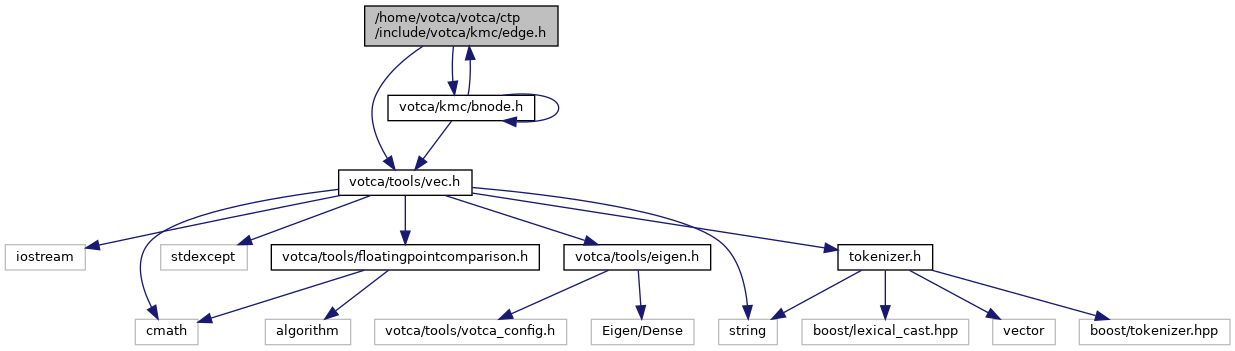 /home/votca/votca/ctp
/include/votca/kmc/edge.h
votca/kmc/bnode.h
votca/tools/vec.h
iostream
stdexcept
votca/tools/floatingpointcomparison.h
votca/tools/eigen.h
tokenizer.h
cmath
algorithm
votca/tools/votca_config.h
Eigen/Dense
string
boost/lexical_cast.hpp
vector
boost/tokenizer.hpp